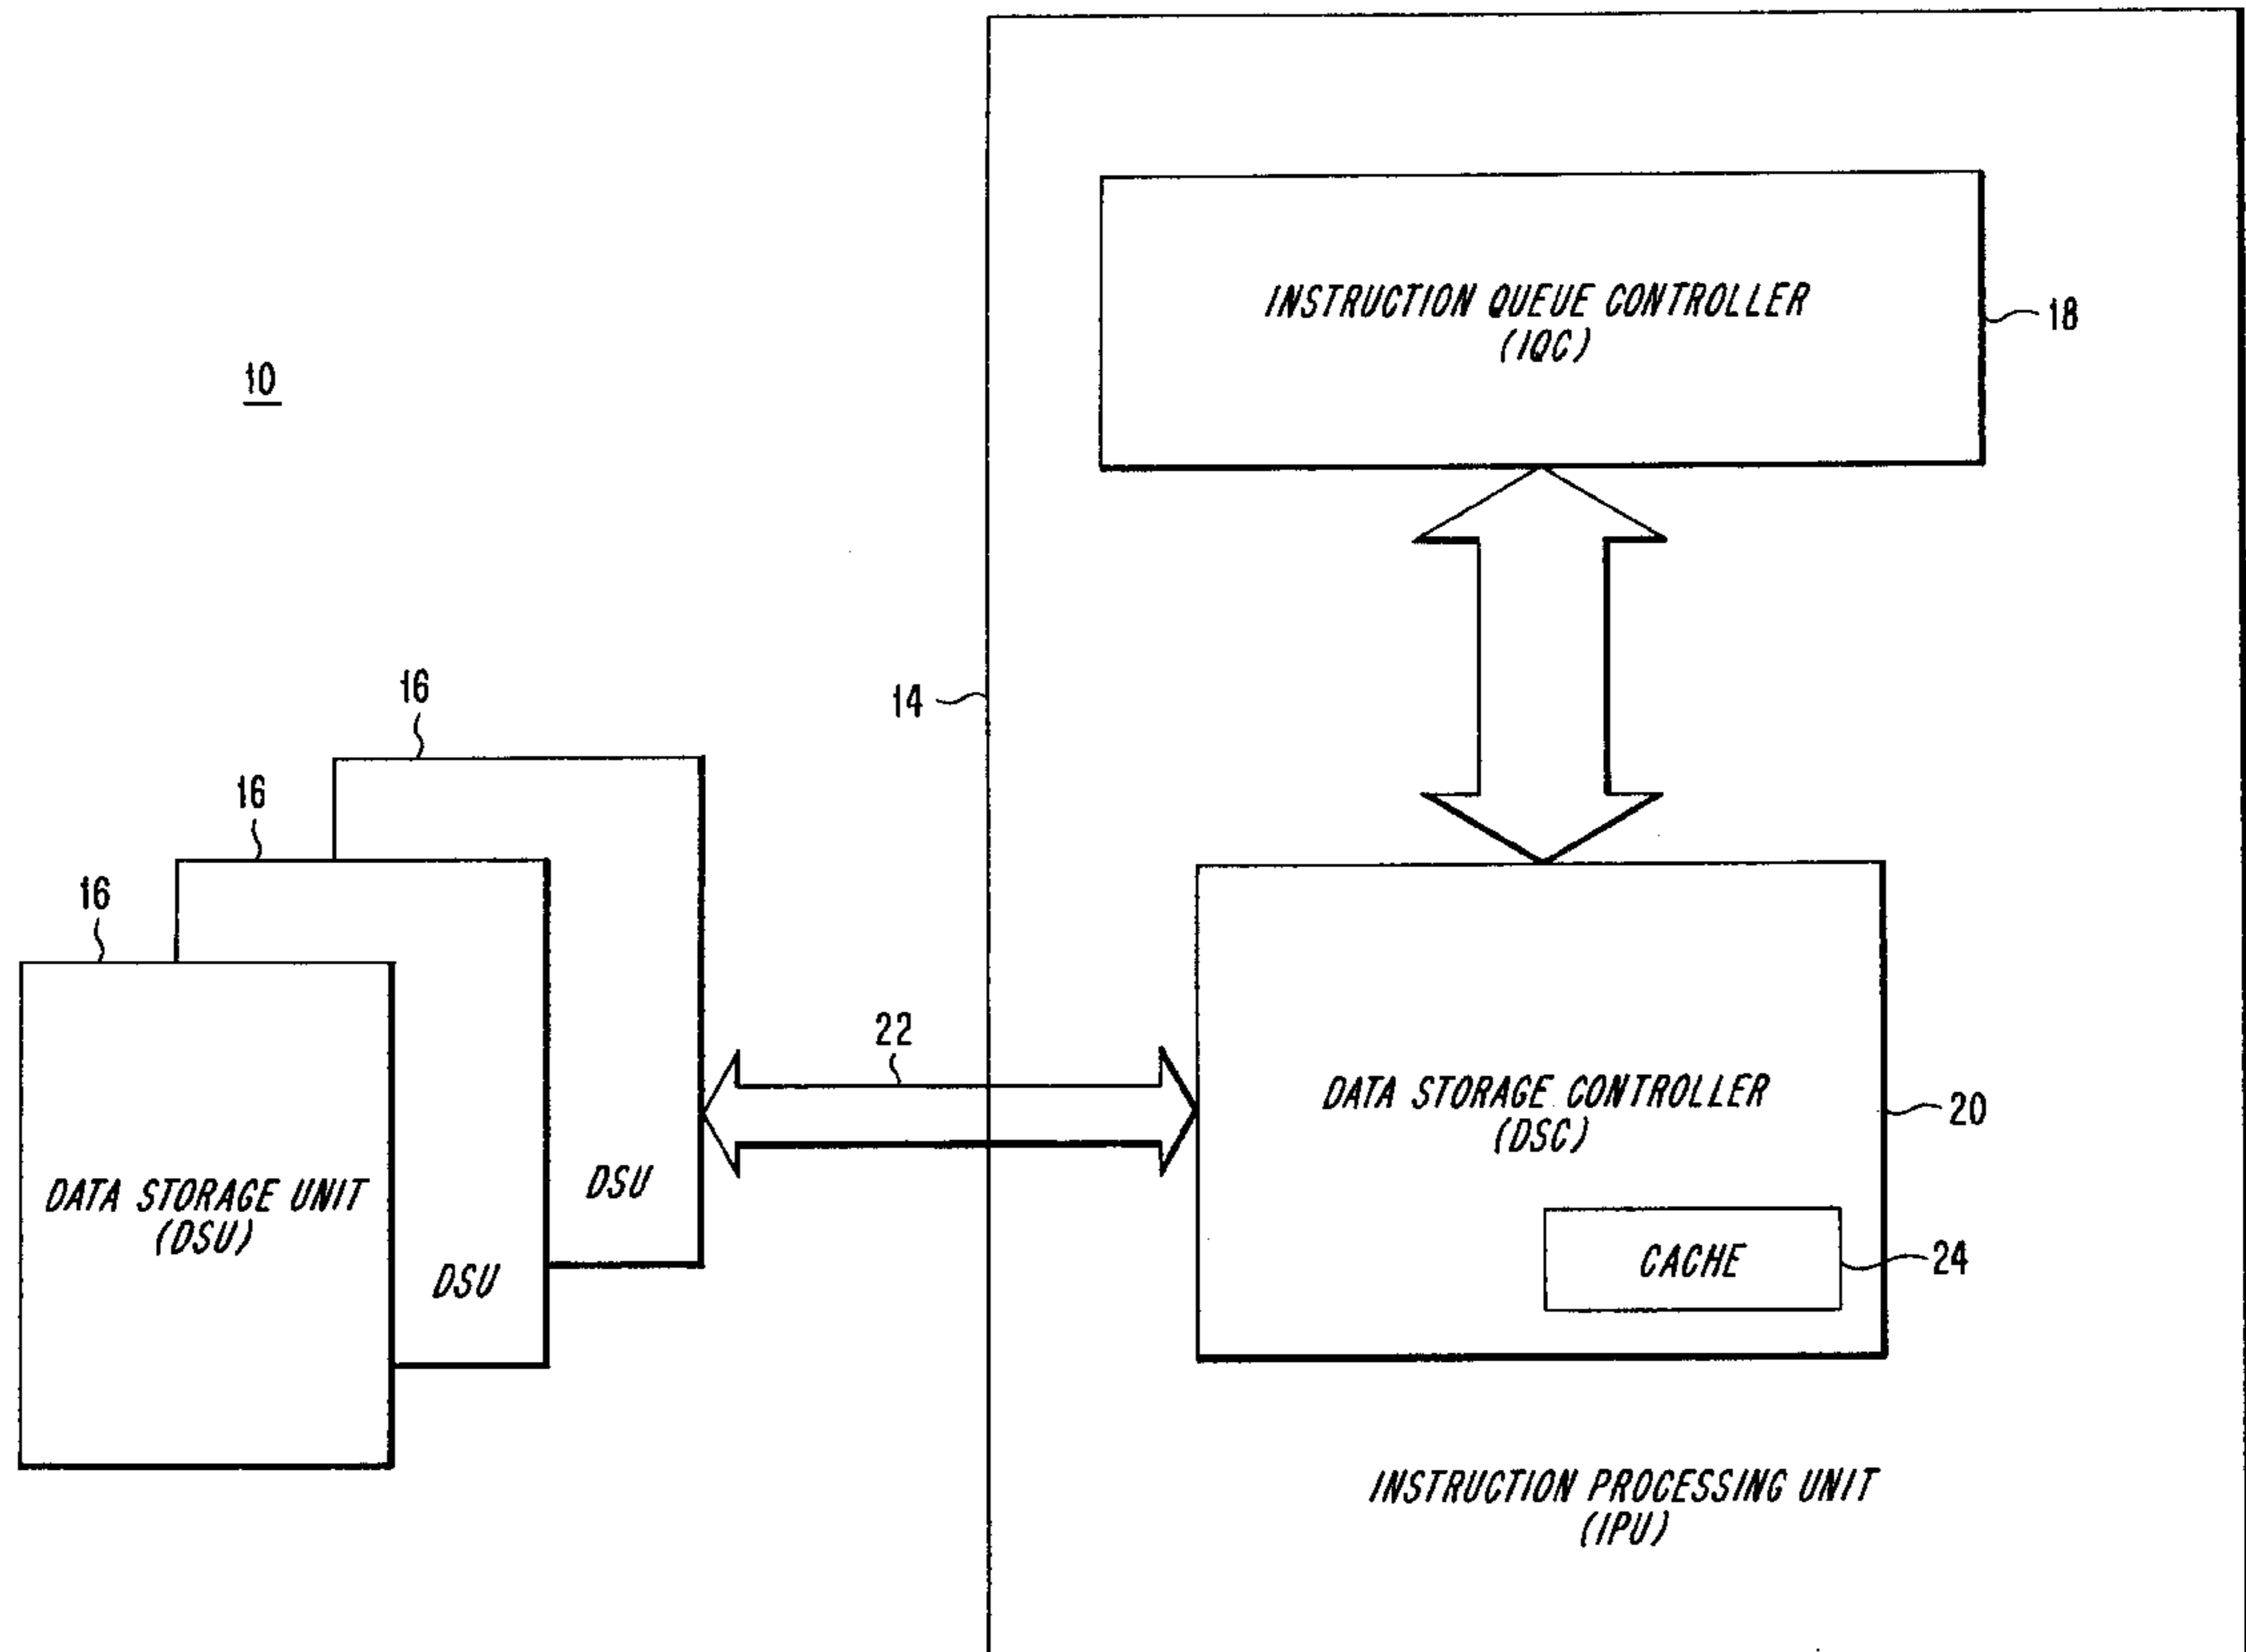 INSTRUCTION QUEUE CONTROLLER
(IQC)
18
10
14
16
16
16
22
DATA STORAGE CONTROLLER
(DSC)
20
DATA STORAGE UNIT
(DSU)
DSU
DSU
CACHE
24
INSTRUCTION PROCESSING UNIT
(IPU)